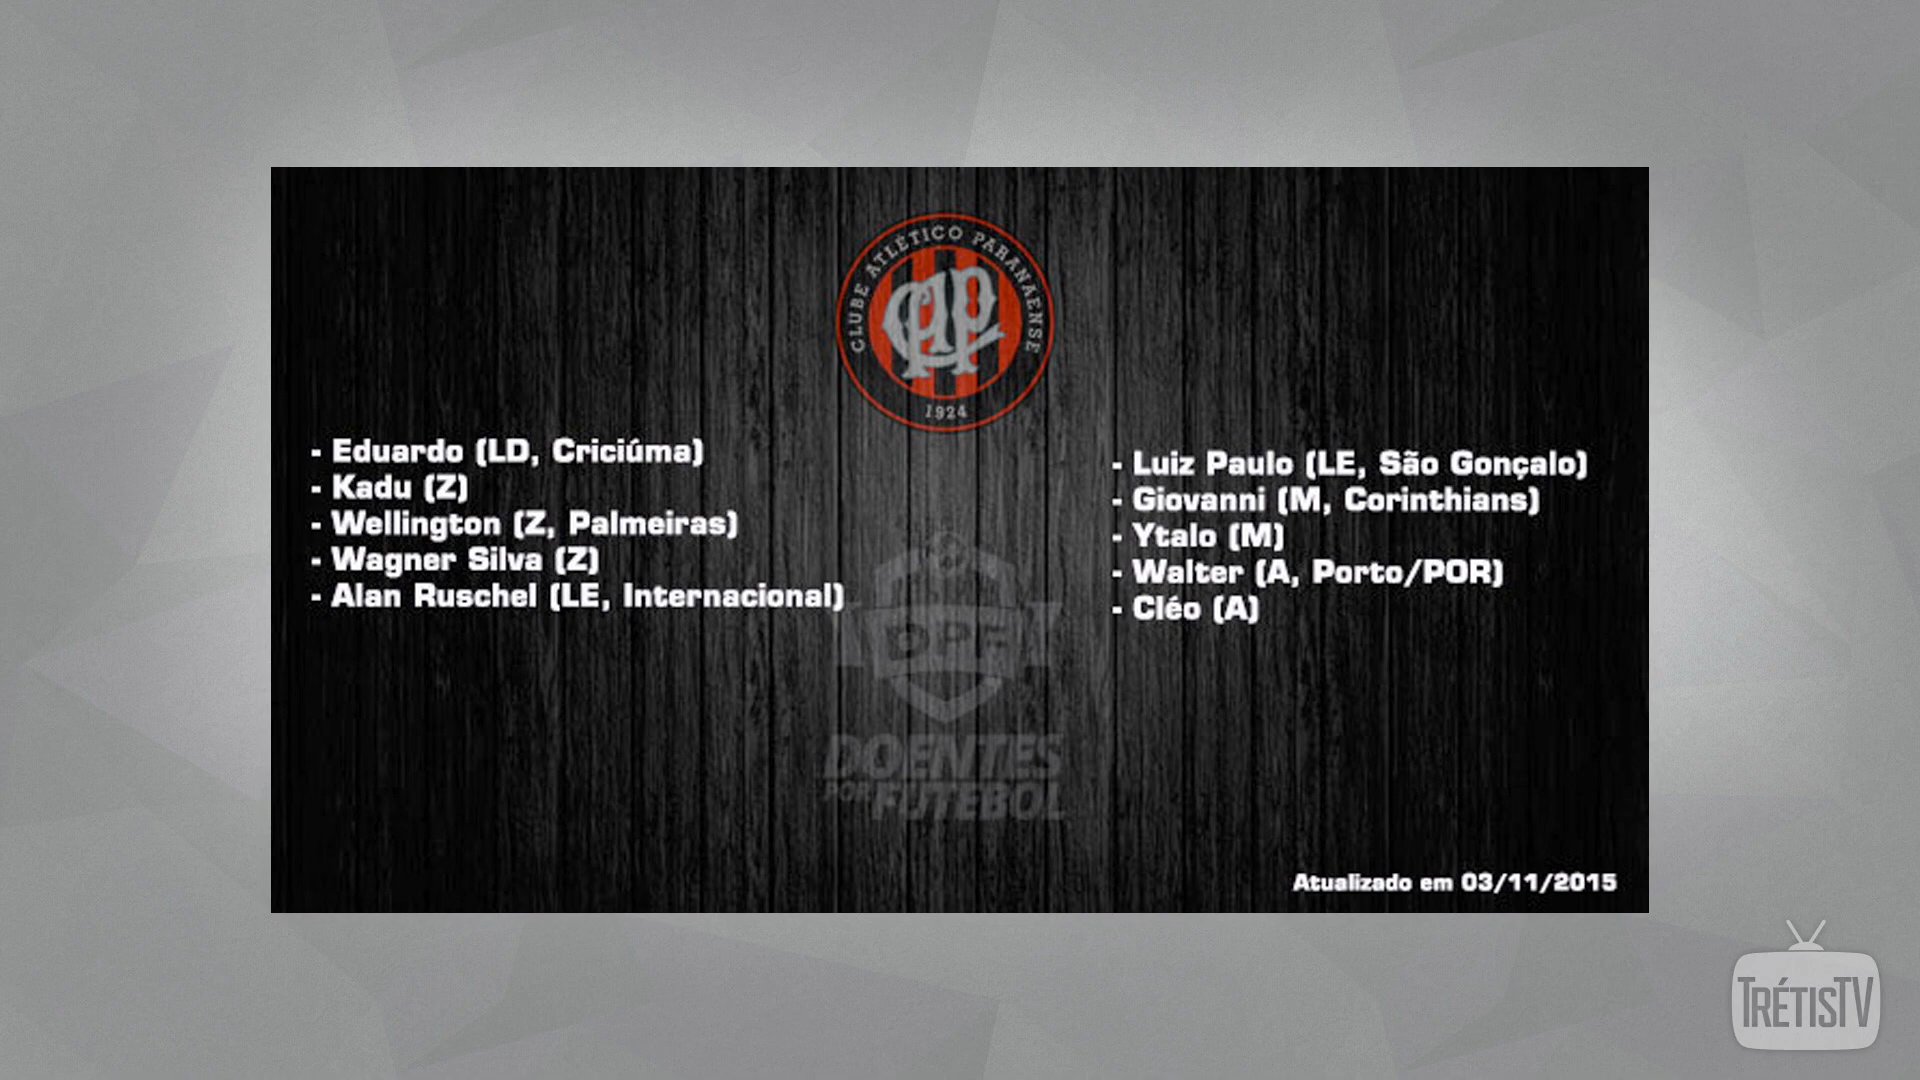 CLUBE ATLÉTICO PARANAENSE
CAP
1924
- Eduardo (LD, Criciúma)
- Kadu (Z)
- Wellington (Z, Palmeiras)
- Wagner Silva (Z)
- Alan Ruschel (LE, Internacional)
- Luiz Paulo (LE, São Gonçalo)
- Giovanni (M, Corinthians)
- Ytalo (M)
- Walter (A, Porto/POR)
- Cléo (A)
DPF
DOENTES
POR FUTEBOL
Atualizado em 03/11/2015
TRÉTISTV